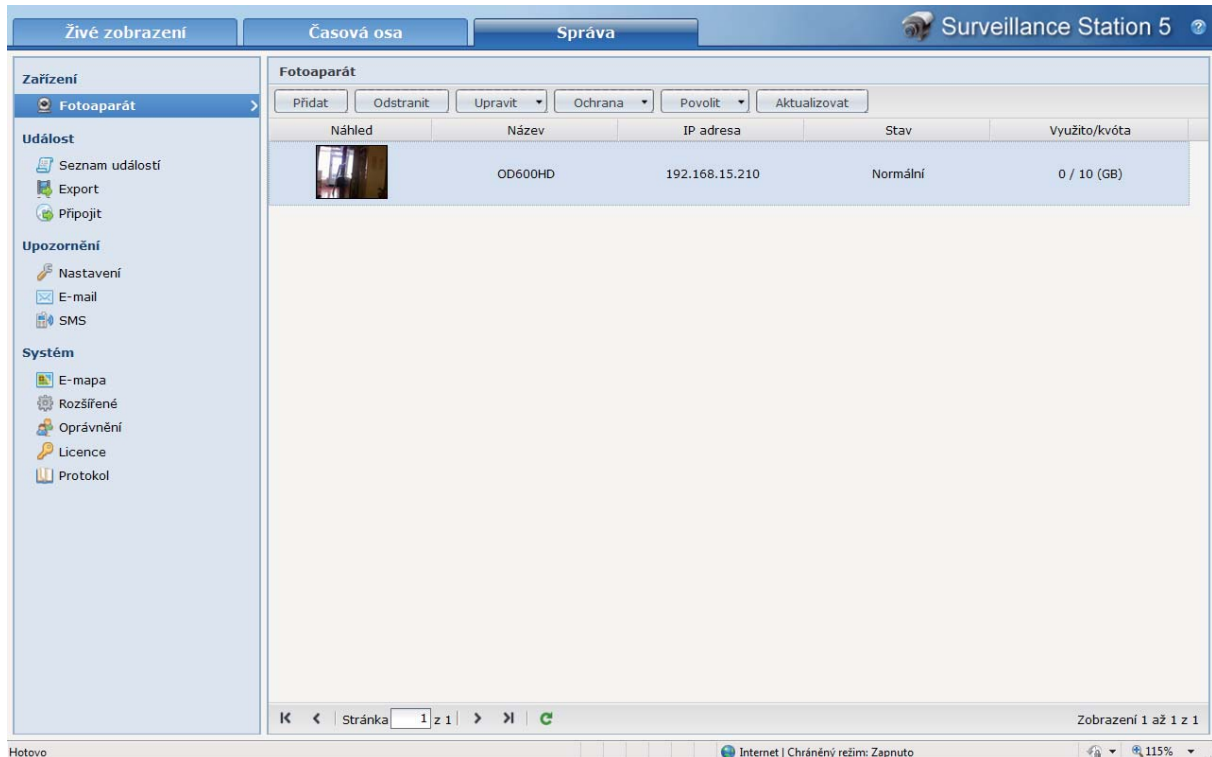 Živé zobrazení Časová osa Správa Surveillance Station 5 ?
Zařízení
Fotoaparát
Událost
Seznam událostí
Export
Připojit
Upozornění
Nastavení
E-mail
SMS
Systém
E-mapa
Rozšířené
Oprávnění
Licence
Protokol
Fotoaparát
Přidat Odstranit Upravit Ochrana Povolit Aktualizovat
Náhled Název IP adresa Stav Využito/kvóta
OD600HD 192.168.15.210 Normální 0 / 10 (GB)
Stránka 1 z 1 Zobrazení 1 až 1 z 1
Hotovo Internet | Chráněný režim: Zapnuto 115%